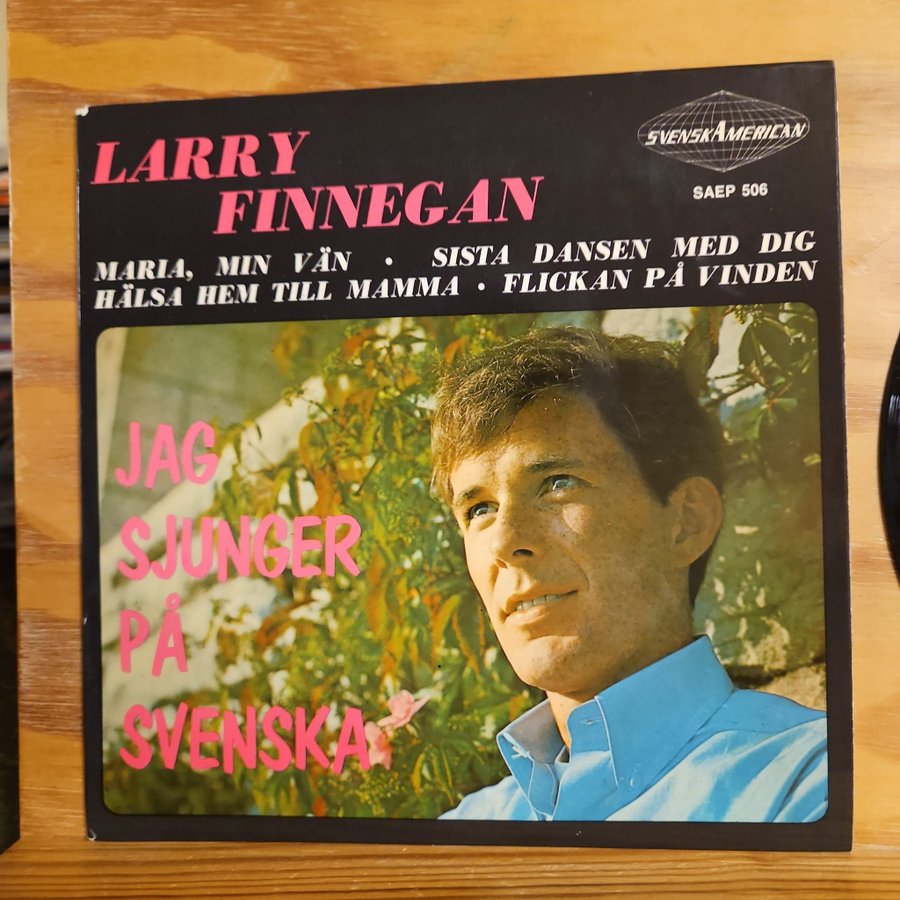 LARRY
FINNEGAN
SVENSKAMERICAN
SAEP 506
MARIA, MIN VÄN • SISTA DANSEN MED DIG
HÄLSA HEM TILL MAMMA • FLICKAN PÅ VINDEN
JAG
SJUNGER
PÅ
SVENSKA